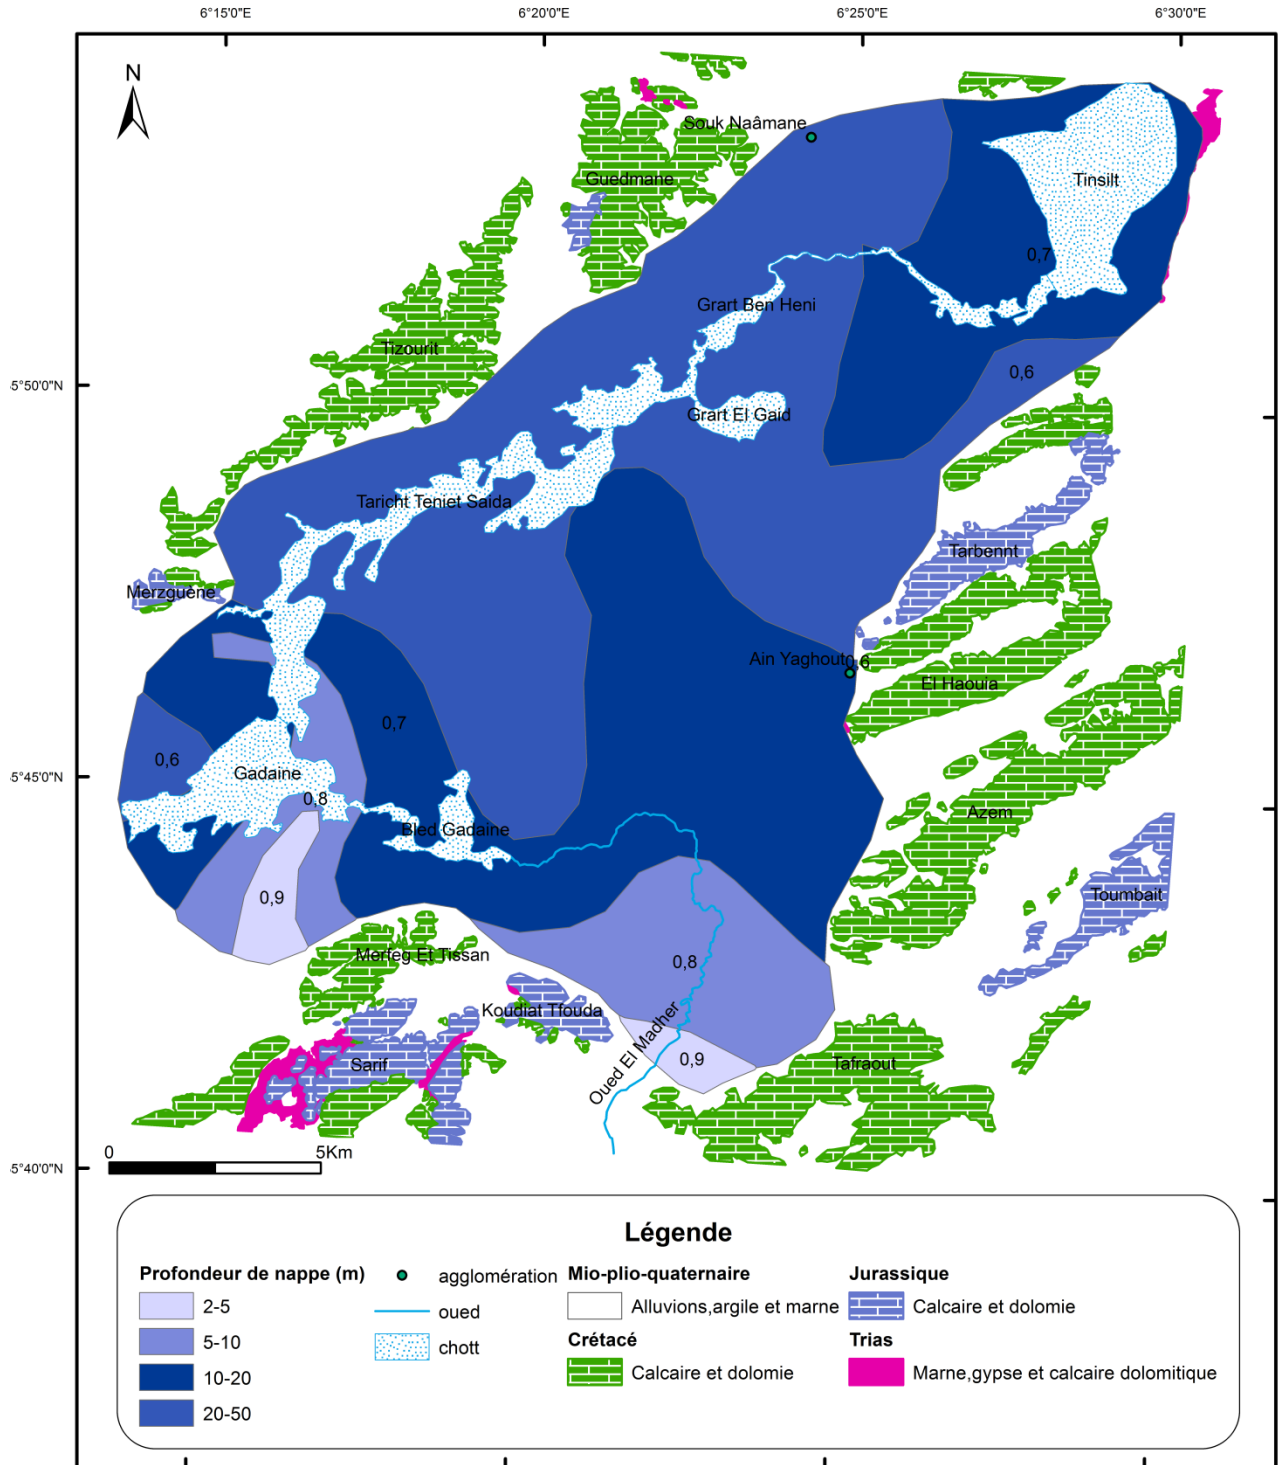 6°15'0"E
6°20'0"E
6°25'0"E
6°30'0"E
N
Souk Naâmane
Guedmane
Tinsilt
0,7
Grart Ben Heni
Tizourit
5°50'0"N
0,6
Grart El Gaid
Taricht Teniet Saida
Tarbennt
Merzguène
Ain Yaghout
0,6
El Haouia
0,7
0,6
5°45'0"N
Gadaine
0,8
Azem
Bled Gadaine
Toumbait
0,9
Merfeg Et Tissan
0,8
Koudiat Tfouda
Oued El Madher
Sarif
0,9
Tafraout
0
5Km
5°40'0"N
Légende
Profondeur de nappe (m)
2-5
5-10
10-20
20-50
agglomération
oued
chott
Mio-plio-quaternaire
Alluvions,argile et marne
Crétacé
Calcaire et dolomie
Jurassique
Calcaire et dolomie
Trias
Marne,gypse et calcaire dolomitique